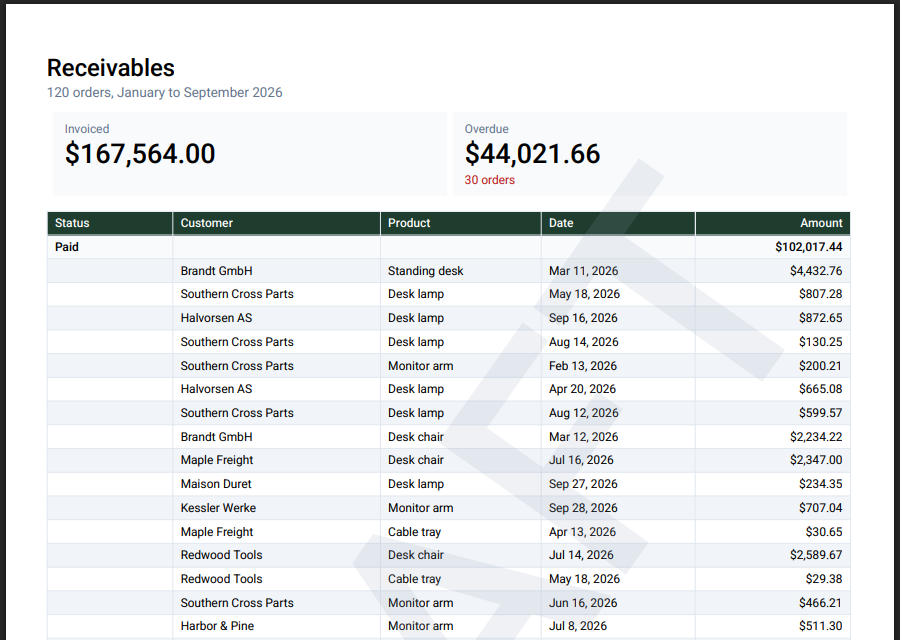 Receivables
120 orders, January to September 2026
Invoiced
$167,564.00
Overdue
$44,021.66
30 orders
Status Customer Product Date Amount
Paid $102,017.44
Brandt GmbH Standing desk Mar 11, 2026 $4,432.76
Southern Cross Parts Desk lamp May 18, 2026 $807.28
Halvorsen AS Desk lamp Sep 16, 2026 $872.65
Southern Cross Parts Desk lamp Aug 14, 2026 $130.25
Southern Cross Parts Monitor arm Feb 13, 2026 $200.21
Halvorsen AS Desk lamp Apr 20, 2026 $665.08
Southern Cross Parts Desk lamp Aug 12, 2026 $599.57
Brandt GmbH Desk chair Mar 12, 2026 $2,234.22
Maple Freight Desk chair Jul 16, 2026 $2,347.00
Maison Duret Desk lamp Sep 27, 2026 $234.35
Kessler Werke Monitor arm Sep 28, 2026 $707.04
Maple Freight Cable tray Apr 13, 2026 $30.65
Redwood Tools Desk chair Jul 14, 2026 $2,589.67
Redwood Tools Cable tray May 18, 2026 $29.38
Southern Cross Parts Monitor arm Jun 16, 2026 $466.21
Harbor & Pine Monitor arm Jul 8, 2026 $511.30